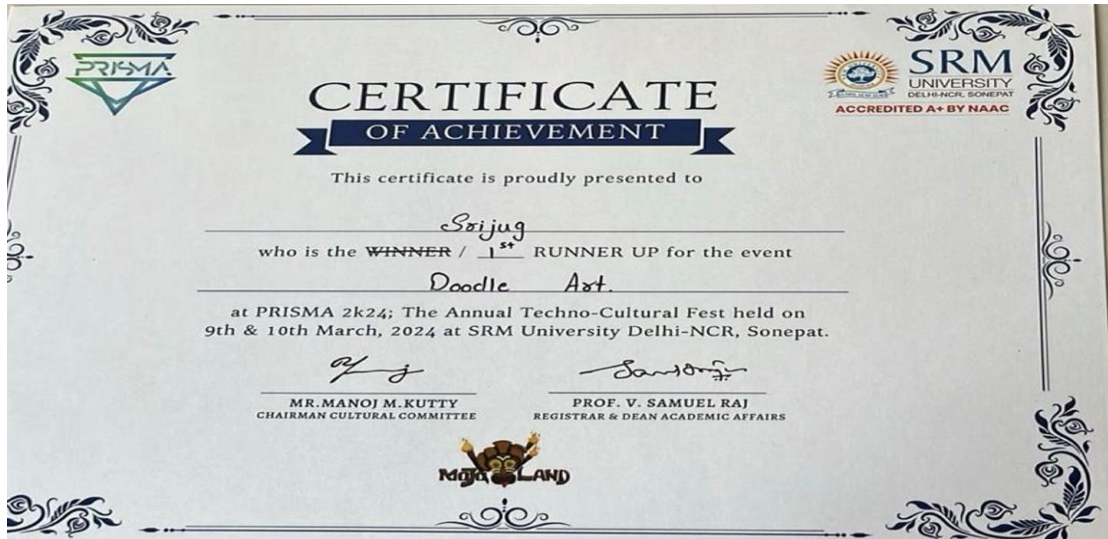 PRISMA
SRM
UNIVERSITY
DELHI-NCR, SONEPAT
ACCREDITED A+ BY NAAC
CERTIFICATE
OF ACHIEVEMENT
This certificate is proudly presented to
Srijug
who is the WINNER / 1st RUNNER UP for the event
Doodle Art.
at PRISMA 2k24; The Annual Techno-Cultural Fest held on
9th & 10th March, 2024 at SRM University Delhi-NCR, Sonepat.
MR.MANOJ M.KUTTY
CHAIRMAN CULTURAL COMMITTEE
PROF. V. SAMUEL RAJ
REGISTRAR & DEAN ACADEMIC AFFAIRS
MOJO LAND